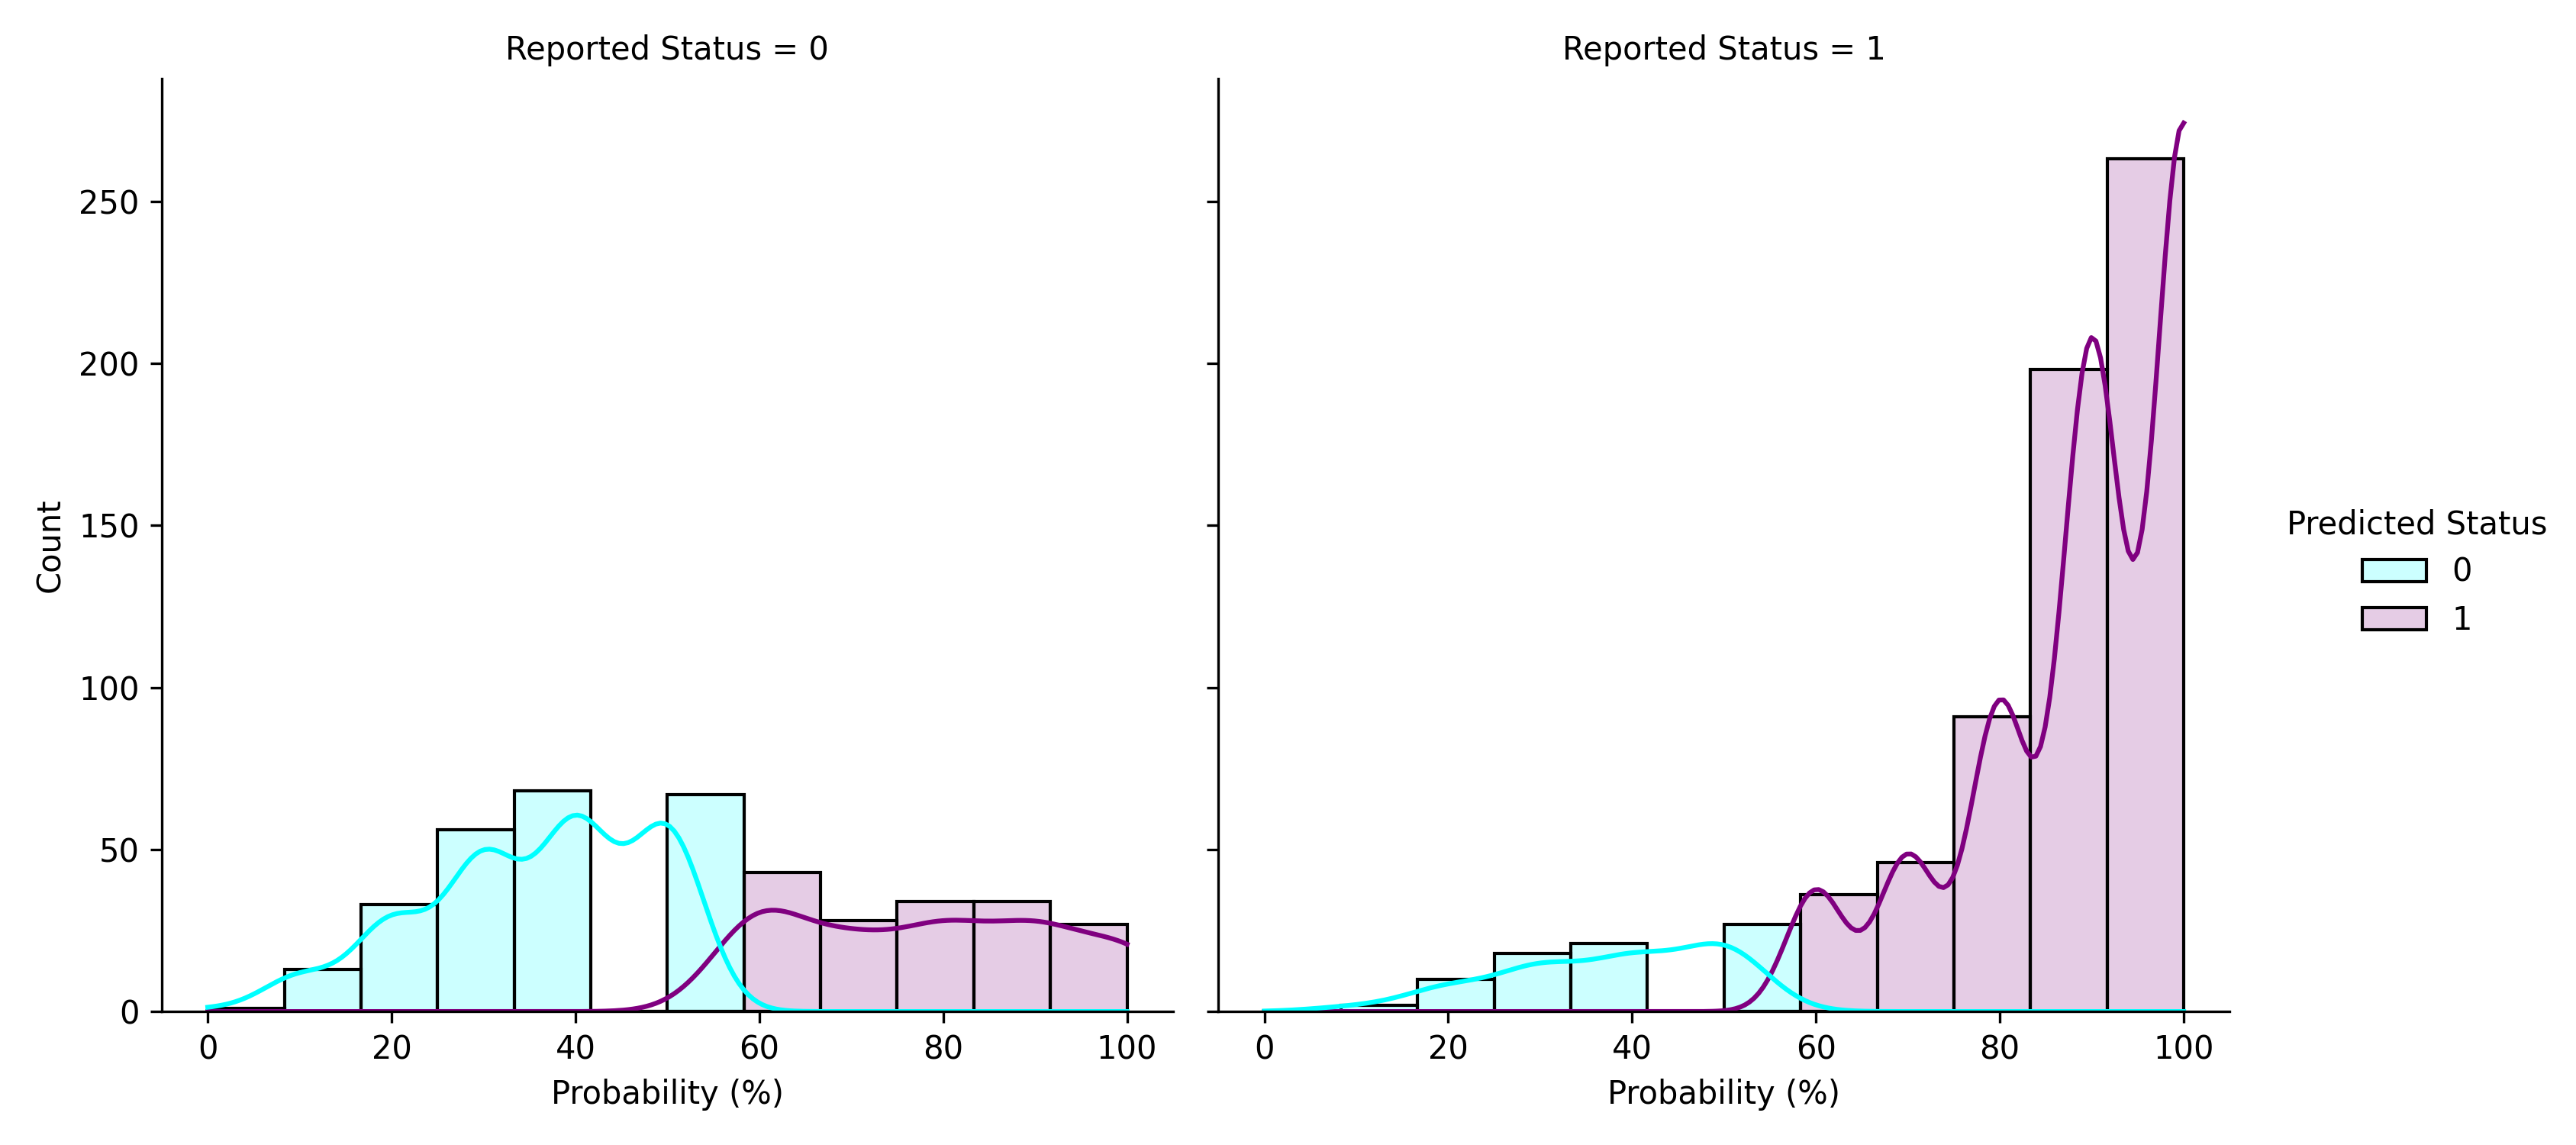 Reported Status = 0
Reported Status = 1
250
200
150
100
50
0
Count
0 20 40 60 80 100
0 20 40 60 80 100
Probability (%)
Probability (%)
Predicted Status
0
1